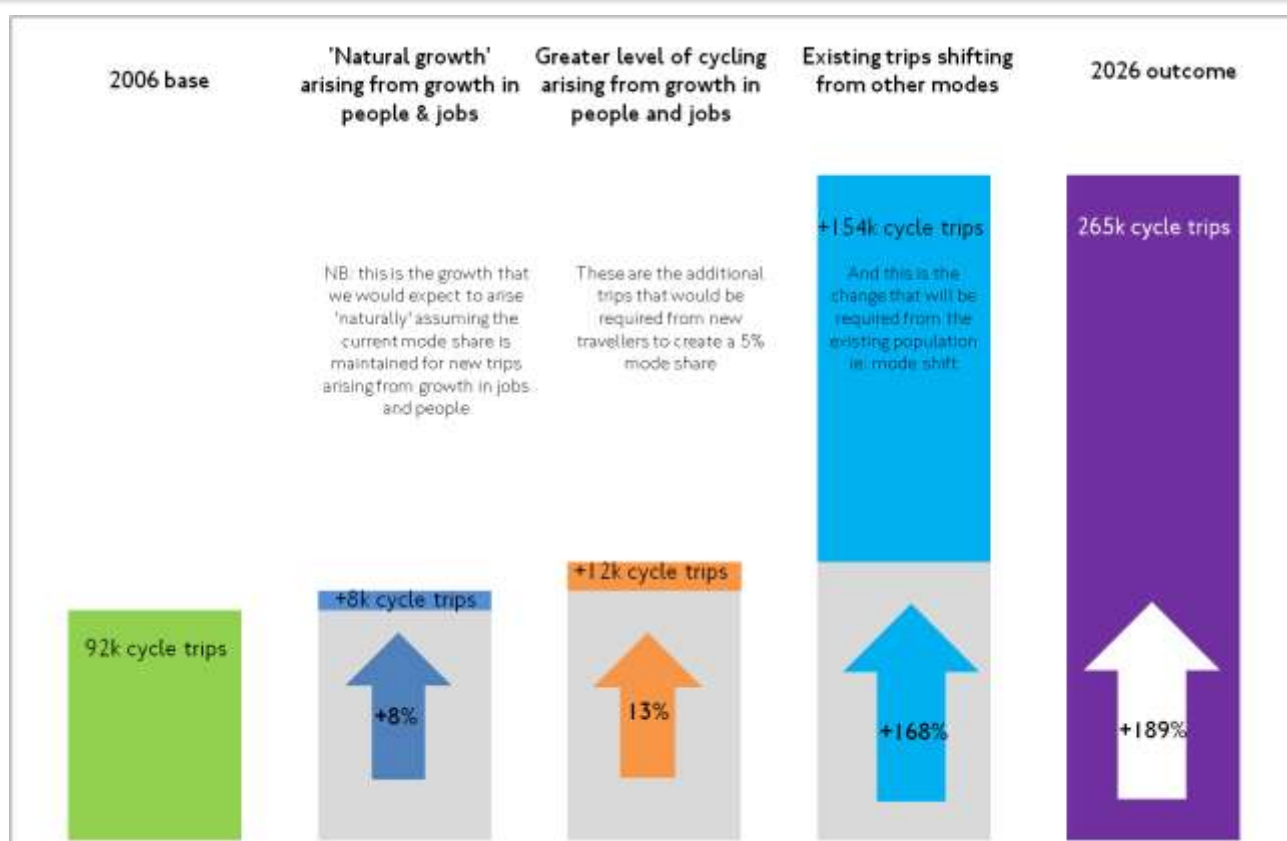 2006 base
'Natural growth'
arising from growth in
people & jobs
Greater level of cycling
arising from growth in
people and jobs
Existing trips shifting
from other modes
2026 outcome
NB: this is the growth that
we would expect to arise
'naturally' assuming the
current mode share is
maintained for new trips
arising from growth in jobs
and people
These are the additional
trips that would be
required from new
travellers to create a 5%
mode share
+154k cycle trips
And this is the
change that will be
required from the
existing population
ie. mode shift
265k cycle trips
92k cycle trips
+8k cycle trips
+12k cycle trips
+8%
13%
+168%
+189%